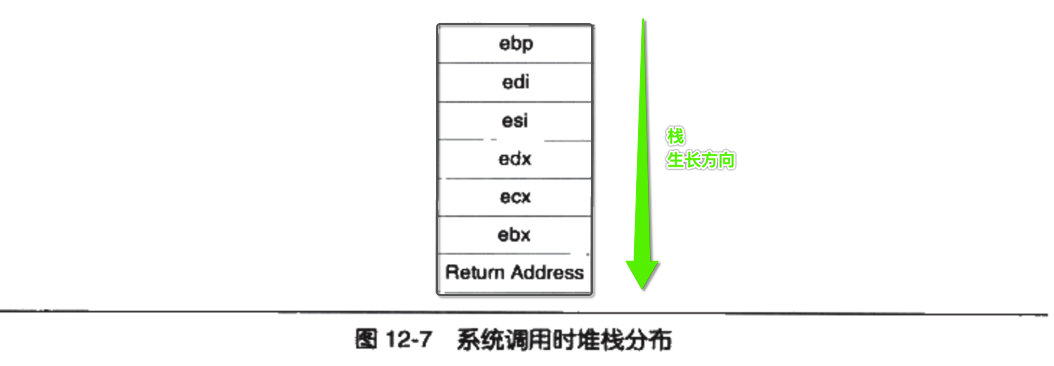 ebp
edi
esi
edx
ecx
ebx
Return Address
栈
生长方向
图 12-7 系统调用时堆栈分布